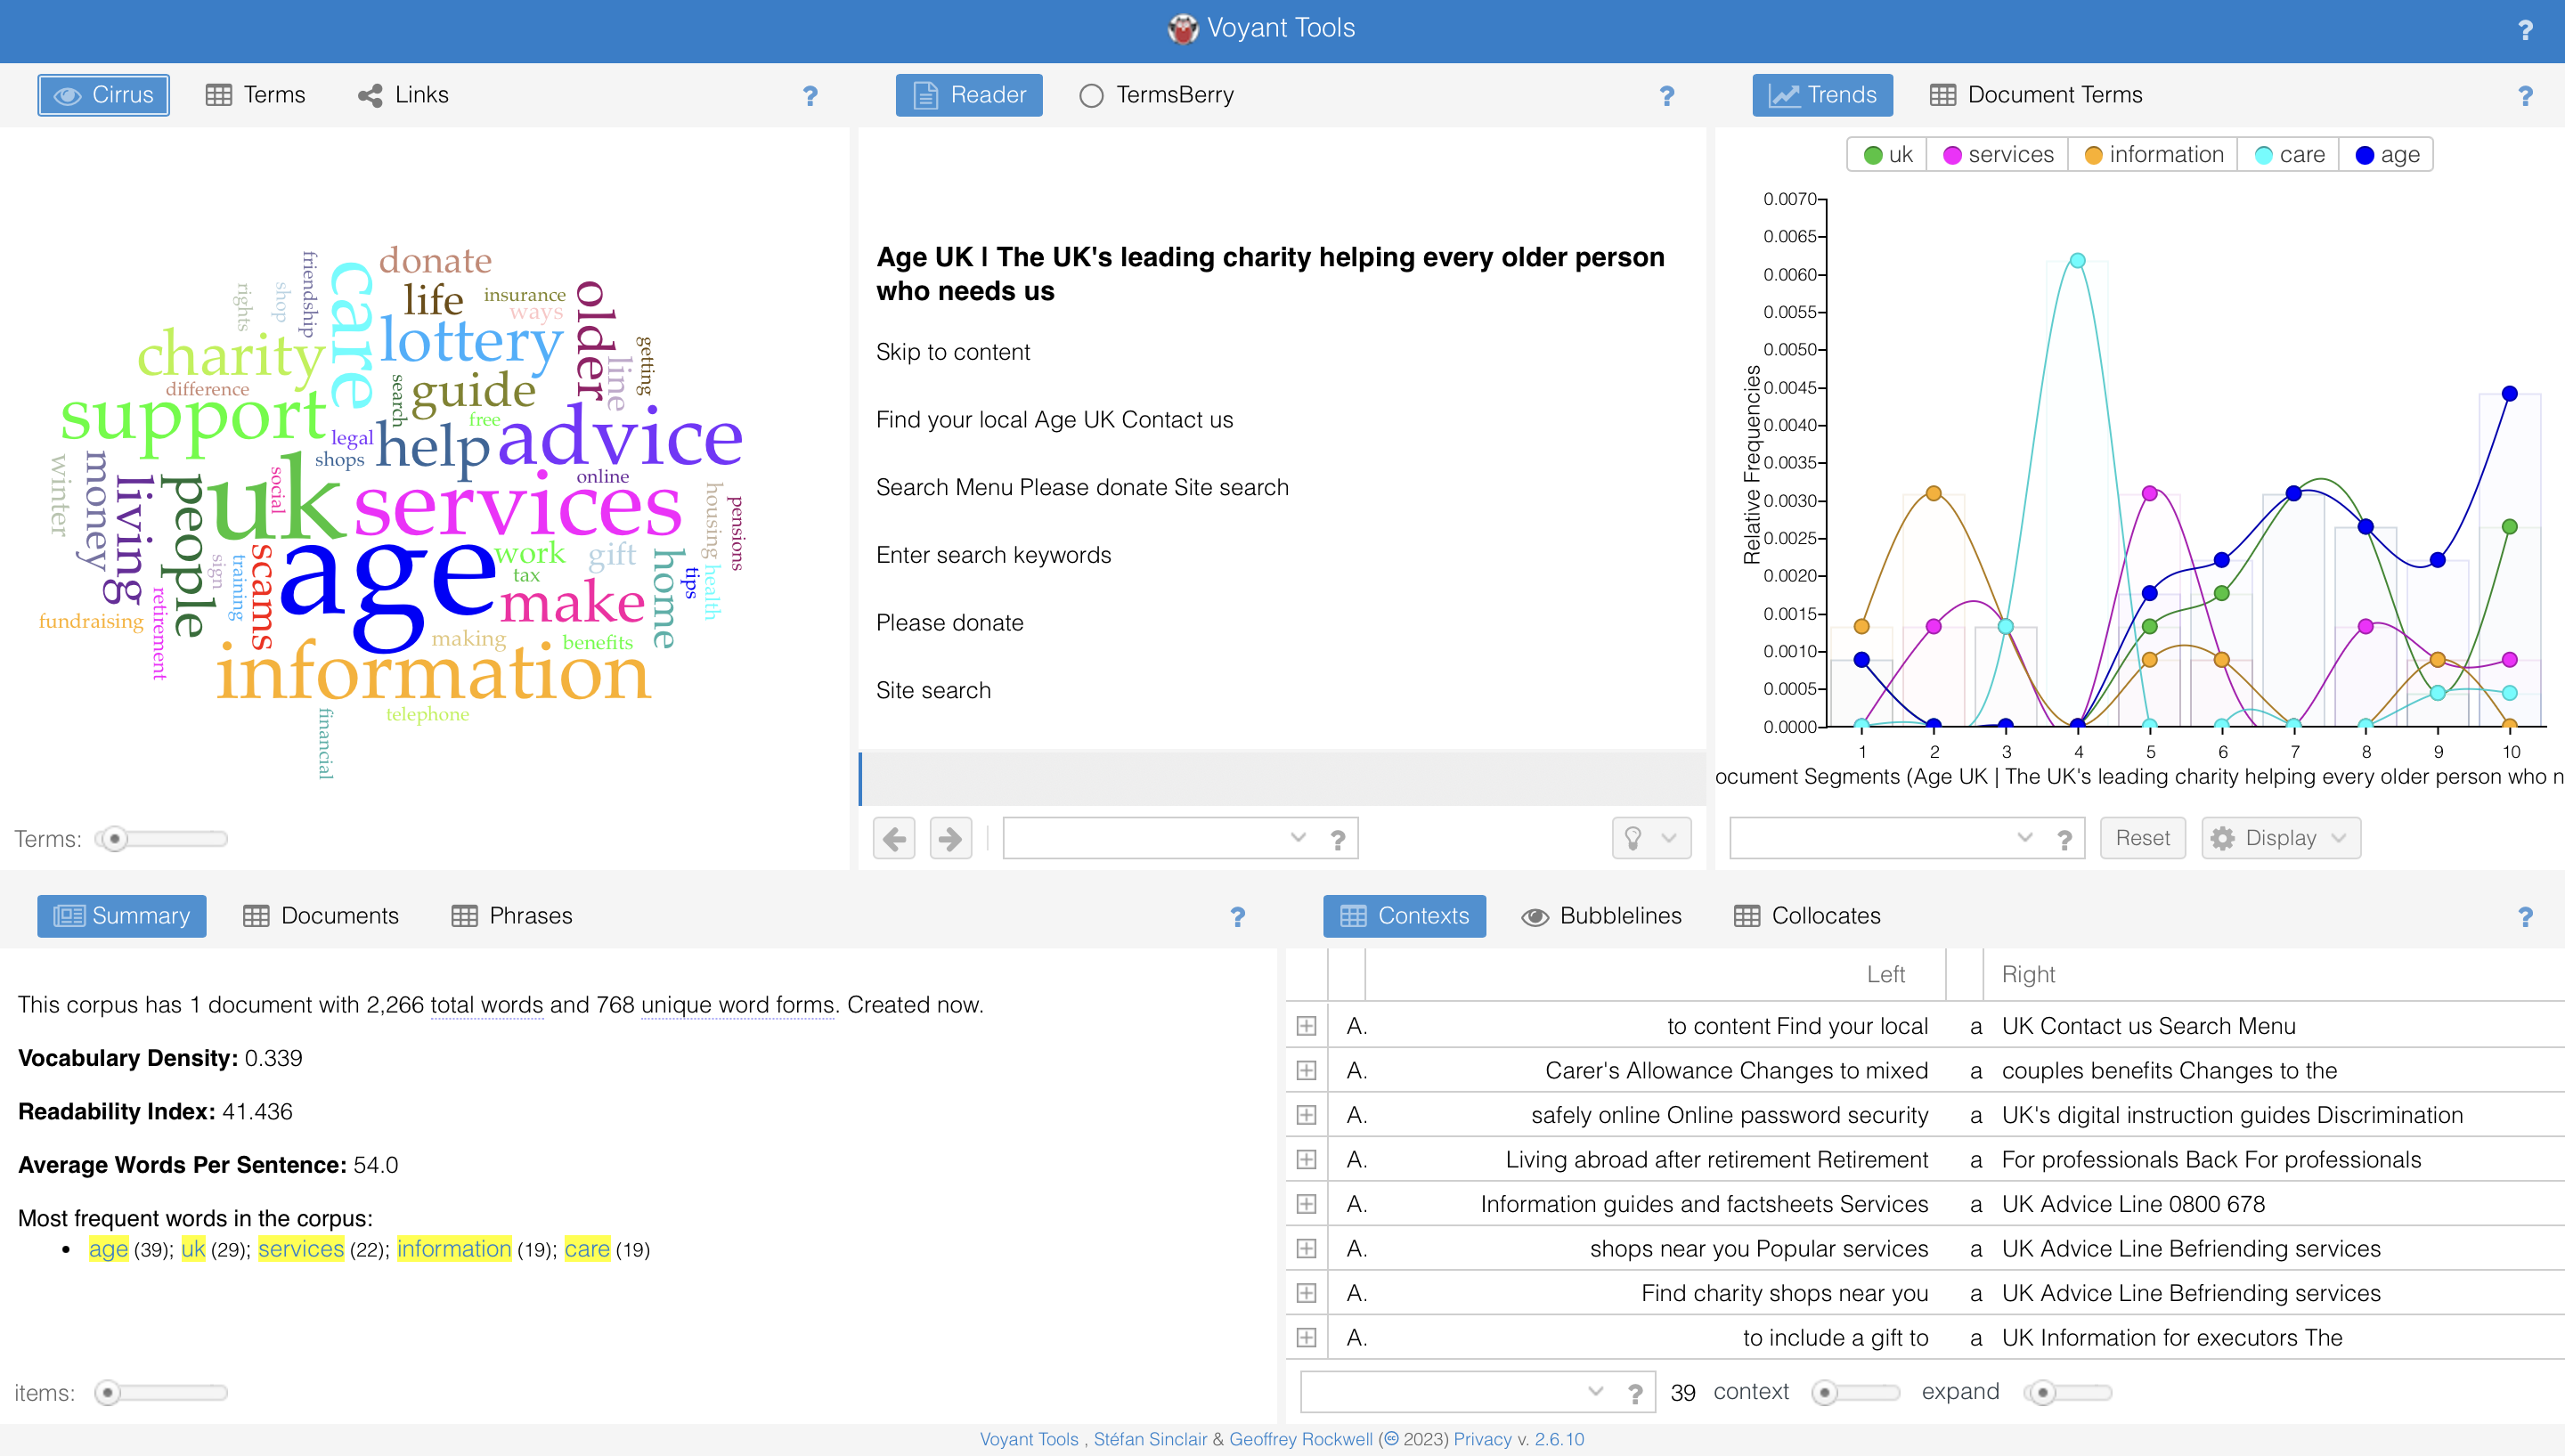 Voyant Tools ?
Cirrus Terms Links ?
Reader TermsBerry ?
Trends Document Terms ?
friendship
rights
shop
care
donate
life
insurance
ways
older
line
getting
charity
lottery
difference
search
guide
support
free
legal
help
advice
shops
winter
money
living
people
social
uk
online
services
housing
pensions
scams
sign
training
age
work
gift
tax
home
tips
health
retirement
make
fundraising
making
benefits
information
telephone
financial
Terms:
Age UK | The UK's leading charity helping every older person
who needs us
Skip to content
Find your local Age UK Contact us
Search Menu Please donate Site search
Enter search keywords
Please donate
Site search
?
uk services information care age
Relative Frequencies
0.0070
0.0065
0.0060
0.0055
0.0050
0.0045
0.0040
0.0035
0.0030
0.0025
0.0020
0.0015
0.0010
0.0005
0.0000
1 2 3 4 5 6 7 8 9 10
ocument Segments (Age UK | The UK's leading charity helping every older person who n
? Reset Display
Summary Documents Phrases ?
This corpus has 1 document with 2,266 total words and 768 unique word forms. Created now.
Vocabulary Density: 0.339
Readability Index: 41.436
Average Words Per Sentence: 54.0
Most frequent words in the corpus:
• age (39); uk (29); services (22); information (19); care (19)
items:
Contexts Bubblelines Collocates ?
Left Right
A. to content Find your local a UK Contact us Search Menu
A. Carer's Allowance Changes to mixed a couples benefits Changes to the
A. safely online Online password security a UK's digital instruction guides Discrimination
A. Living abroad after retirement Retirement a For professionals Back For professionals
A. Information guides and factsheets Services a UK Advice Line 0800 678
A. shops near you Popular services a UK Advice Line Befriending services
A. Find charity shops near you a UK Advice Line Befriending services
A. to include a gift to a UK Information for executors The
? 39 context expand
Voyant Tools , Stéfan Sinclair & Geoffrey Rockwell (cc 2023) Privacy v. 2.6.10